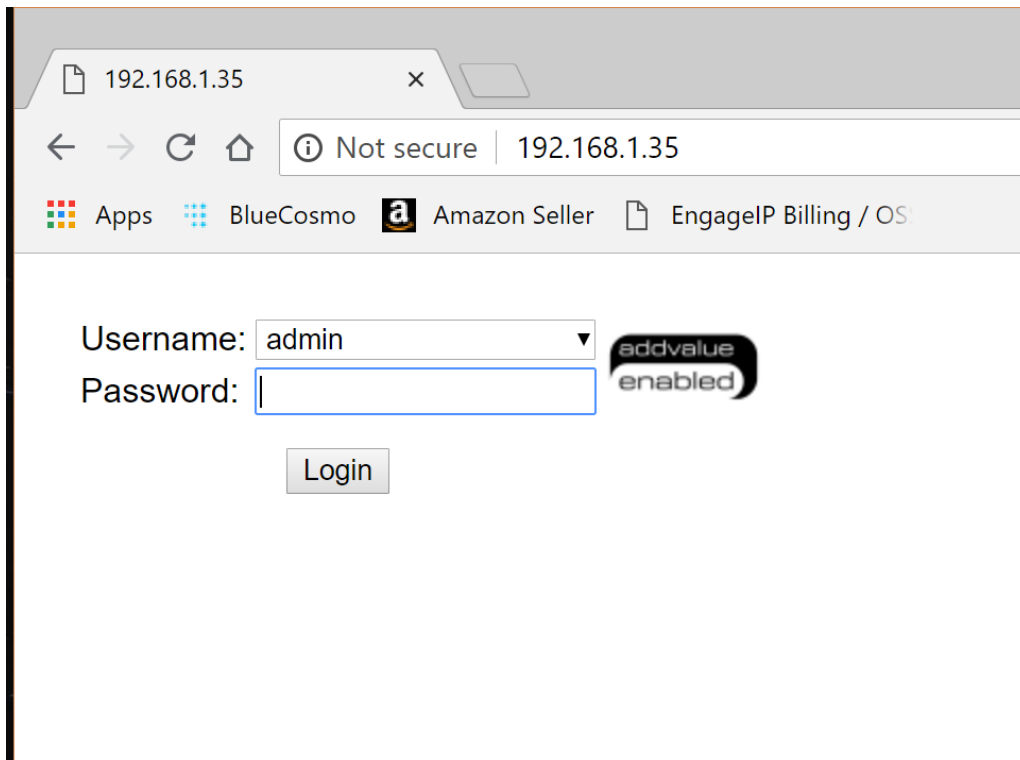 192.168.1.35
Not secure 192.168.1.35
Apps BlueCosmo Amazon Seller EngageIP Billing / OS
Username: admin
addvalue
enabled
Password:
Login